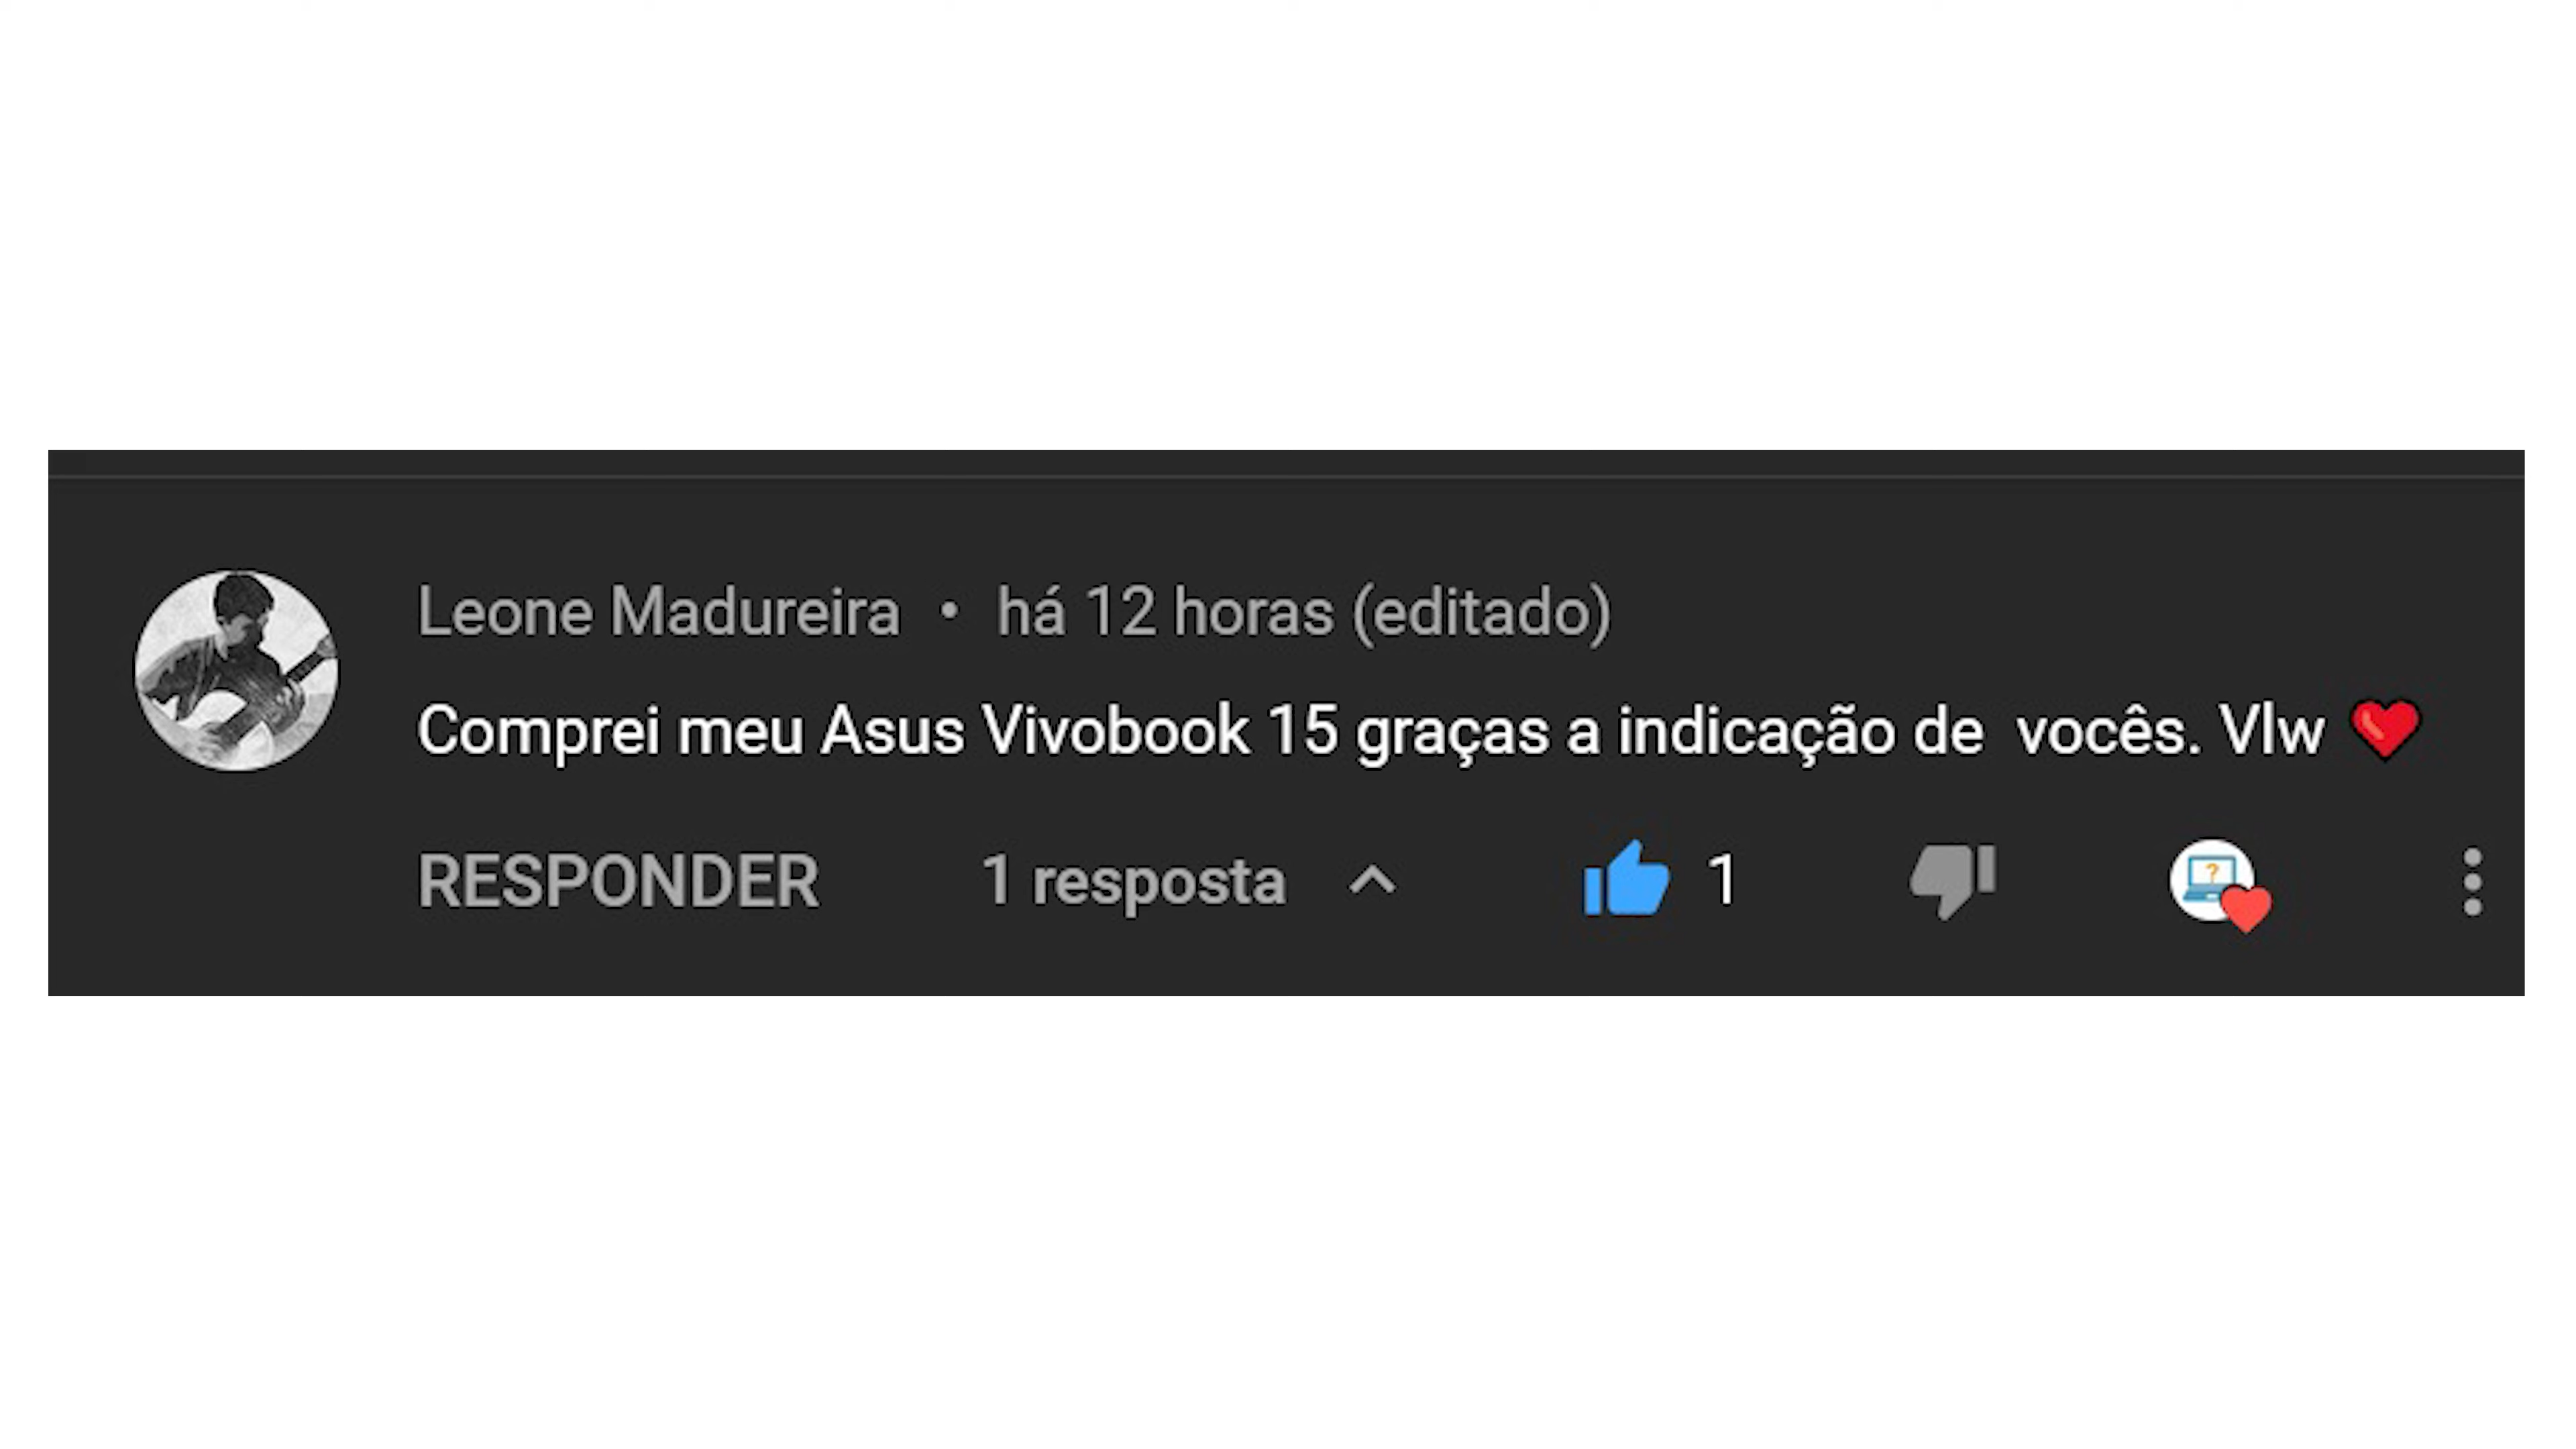 Leone Madureira • há 12 horas (editado)
Comprei meu Asus Vivobook 15 graças a indicação de  vocês. Vlw ❤️
RESPONDER 1 resposta 1
?